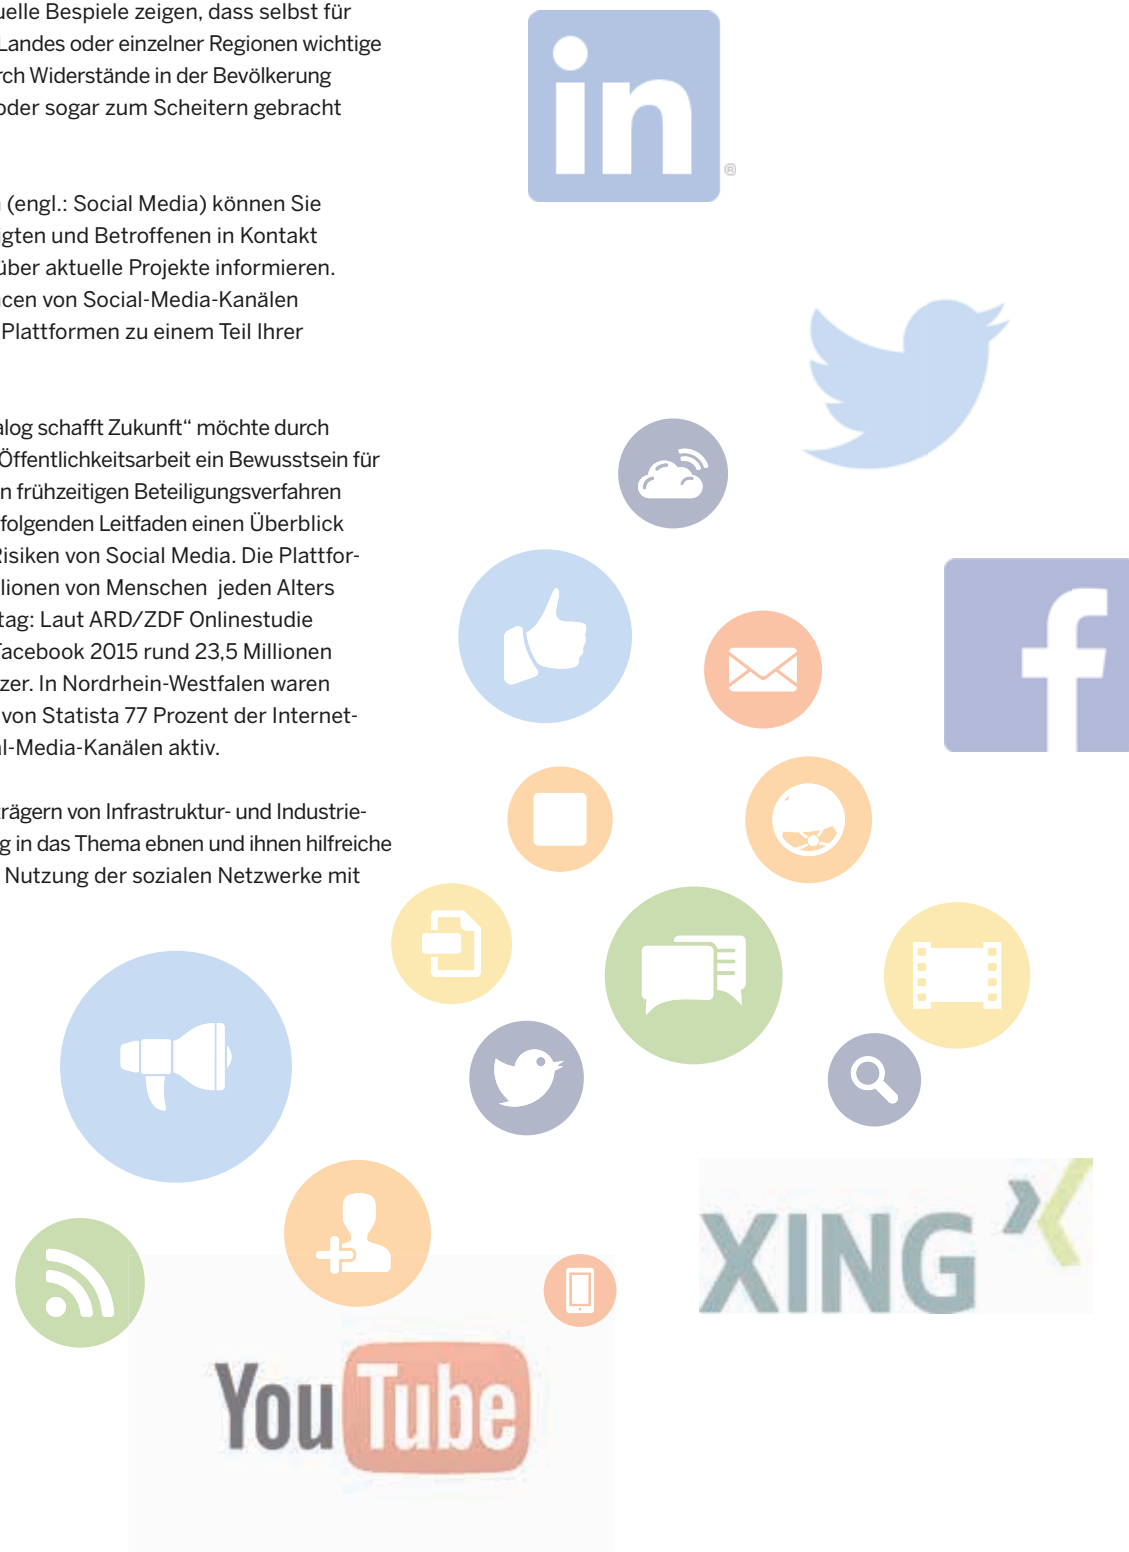 uelle Bespiele zeigen, dass selbst für
Landes oder einzelner Regionen wichtige
rch Widerstände in der Bevölkerung
oder sogar zum Scheitern gebracht
(engl.: Social Media) können Sie
igten und Betroffenen in Kontakt
über aktuelle Projekte informieren.
cen von Social-Media-Kanälen
Plattformen zu einem Teil Ihrer
alog schafft Zukunft“ möchte durch
Öffentlichkeitsarbeit ein Bewusstsein für
n frühzeitigen Beteiligungsverfahren
folgenden Leitfaden einen Überblick
Risiken von Social Media. Die Plattfor-
llionen von Menschen jeden Alters
tag: Laut ARD/ZDF Onlinestudie
Facebook 2015 rund 23,5 Millionen
zer. In Nordrhein-Westfalen waren
von Statista 77 Prozent der Internet-
al-Media-Kanälen aktiv.
trägern von Infrastruktur- und Industrie-
g in das Thema ebnen und ihnen hilfreiche
Nutzung der sozialen Netzwerke mit
in ®
f
XING
YouTube